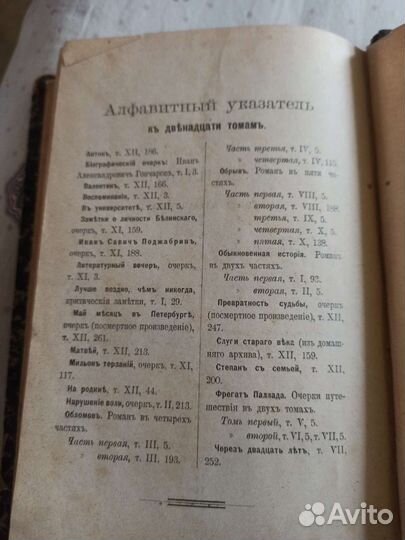 Алфавитный указатель
къ двѣнадцати томамъ.
Антонъ, т. XII, 186.
Біографическій очеркъ: Иванъ
Александровичъ Гончаровъ, т. I, 3.
Валентинъ, т. XII, 166.
Воспоминанія, т. XII, 3.
Въ университетѣ, т. XII, 5.
Замѣтки о личности Бѣлинскаго,
очеркъ, т. XI, 159.
Иванъ Савичъ Поджабринъ,
очеркъ, т. XI, 188.
Литературный вечеръ, очеркъ,
т. XI, 3.
Лучше поздно, чѣмъ никогда,
критическія замѣтки, т. I, 29.
Май мѣсяцъ въ Петербургѣ,
очеркъ (посмертное произведеніе),
т. XII, 261.
Матвѣй, т. XII, 213.
Мильонъ терзаній, очеркъ, т. XI,
117.
На родинѣ, т. XII, 44.
Нарушеніе воли, очеркъ, т. II, 213.
Обломовъ. Романъ въ четырехъ
частяхъ.
Часть первая, т. III, 5.
» вторая, т. III, 193.
Часть третья, т. IV, 5.
» четвертая, т. IV, 115.
Обрывъ. Романъ въ пяти ча-
стяхъ.
Часть первая, т. VIII, 5.
» вторая, т. VIII, 188.
» третья, т. IX, 5.
» четвертая, т. X, 5.
» пятая, т. X, 138.
Обыкновенная исторія. Романъ
въ двухъ частяхъ.
Часть первая, т. I, 93.
» вторая, т. II, 5.
Превратность судьбы, очеркъ
(посмертное произведеніе), т. XII,
247.
Слуги стараго вѣка (изъ домаш-
няго архива), т. XII, 159.
Степанъ съ семьей, т. XII,
200.
Фрегатъ Паллада. Очерки путе-
шествія въ двухъ томахъ.
Томъ первый, т. V, 5.
» второй, т. VI, 5, т. VII, 5.
Черезъ двадцать лѣтъ, т. VII,
252.
Avito